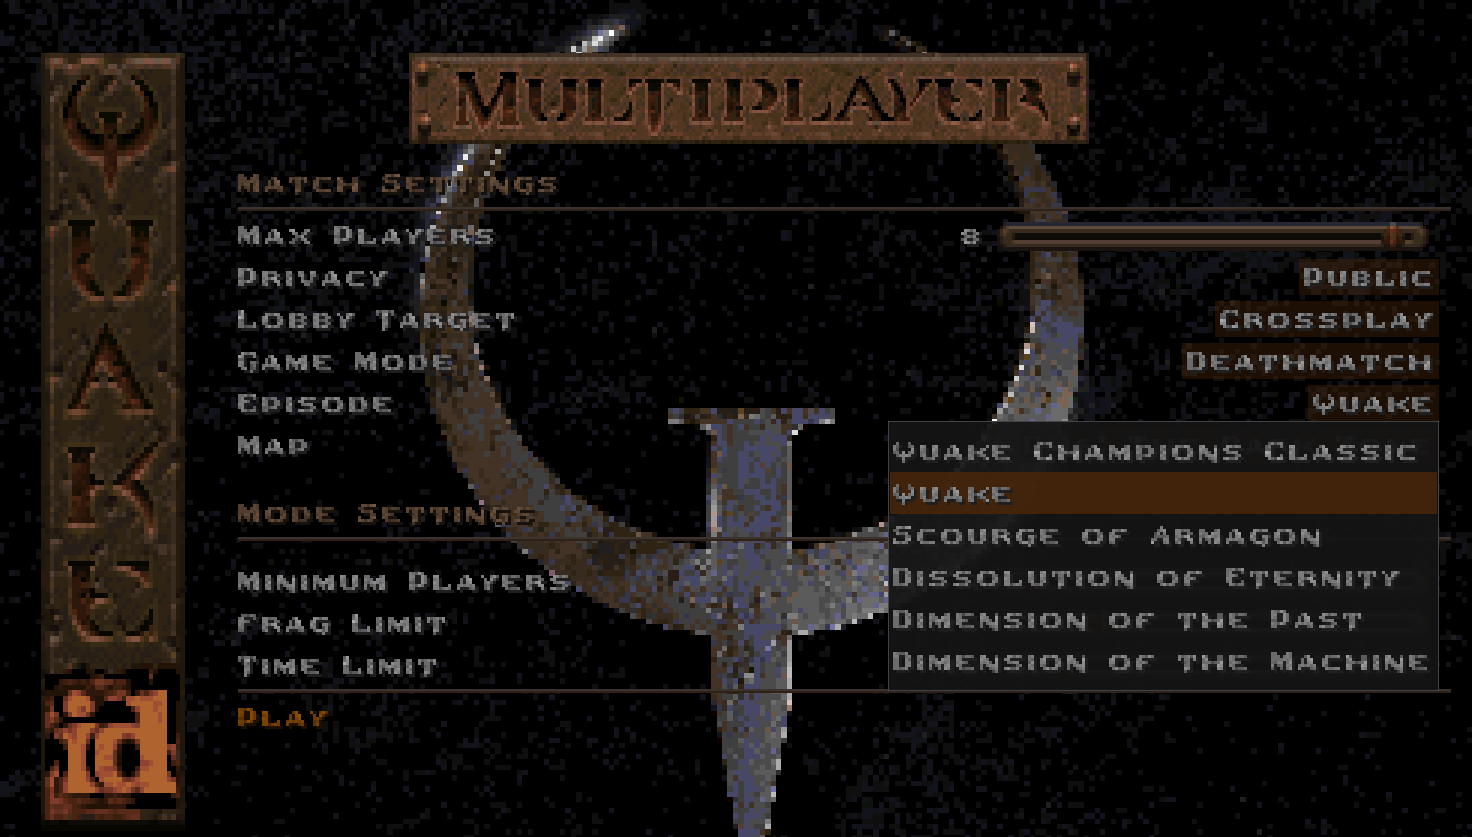 QUAKE
id
MULTIPLAYER
MATCH SETTINGS
MAX PLAYERS 8
PRIVACY PUBLIC
LOBBY TARGET CROSSPLAY
GAME MODE DEATHMATCH
EPISODE QUAKE
MAP
QUAKE CHAMPIONS CLASSIC
QUAKE
SCOURGE OF ARMAGON
DISSOLUTION OF ETERNITY
DIMENSION OF THE PAST
DIMENSION OF THE MACHINE
MODE SETTINGS
MINIMUM PLAYERS
FRAG LIMIT
TIME LIMIT
PLAY